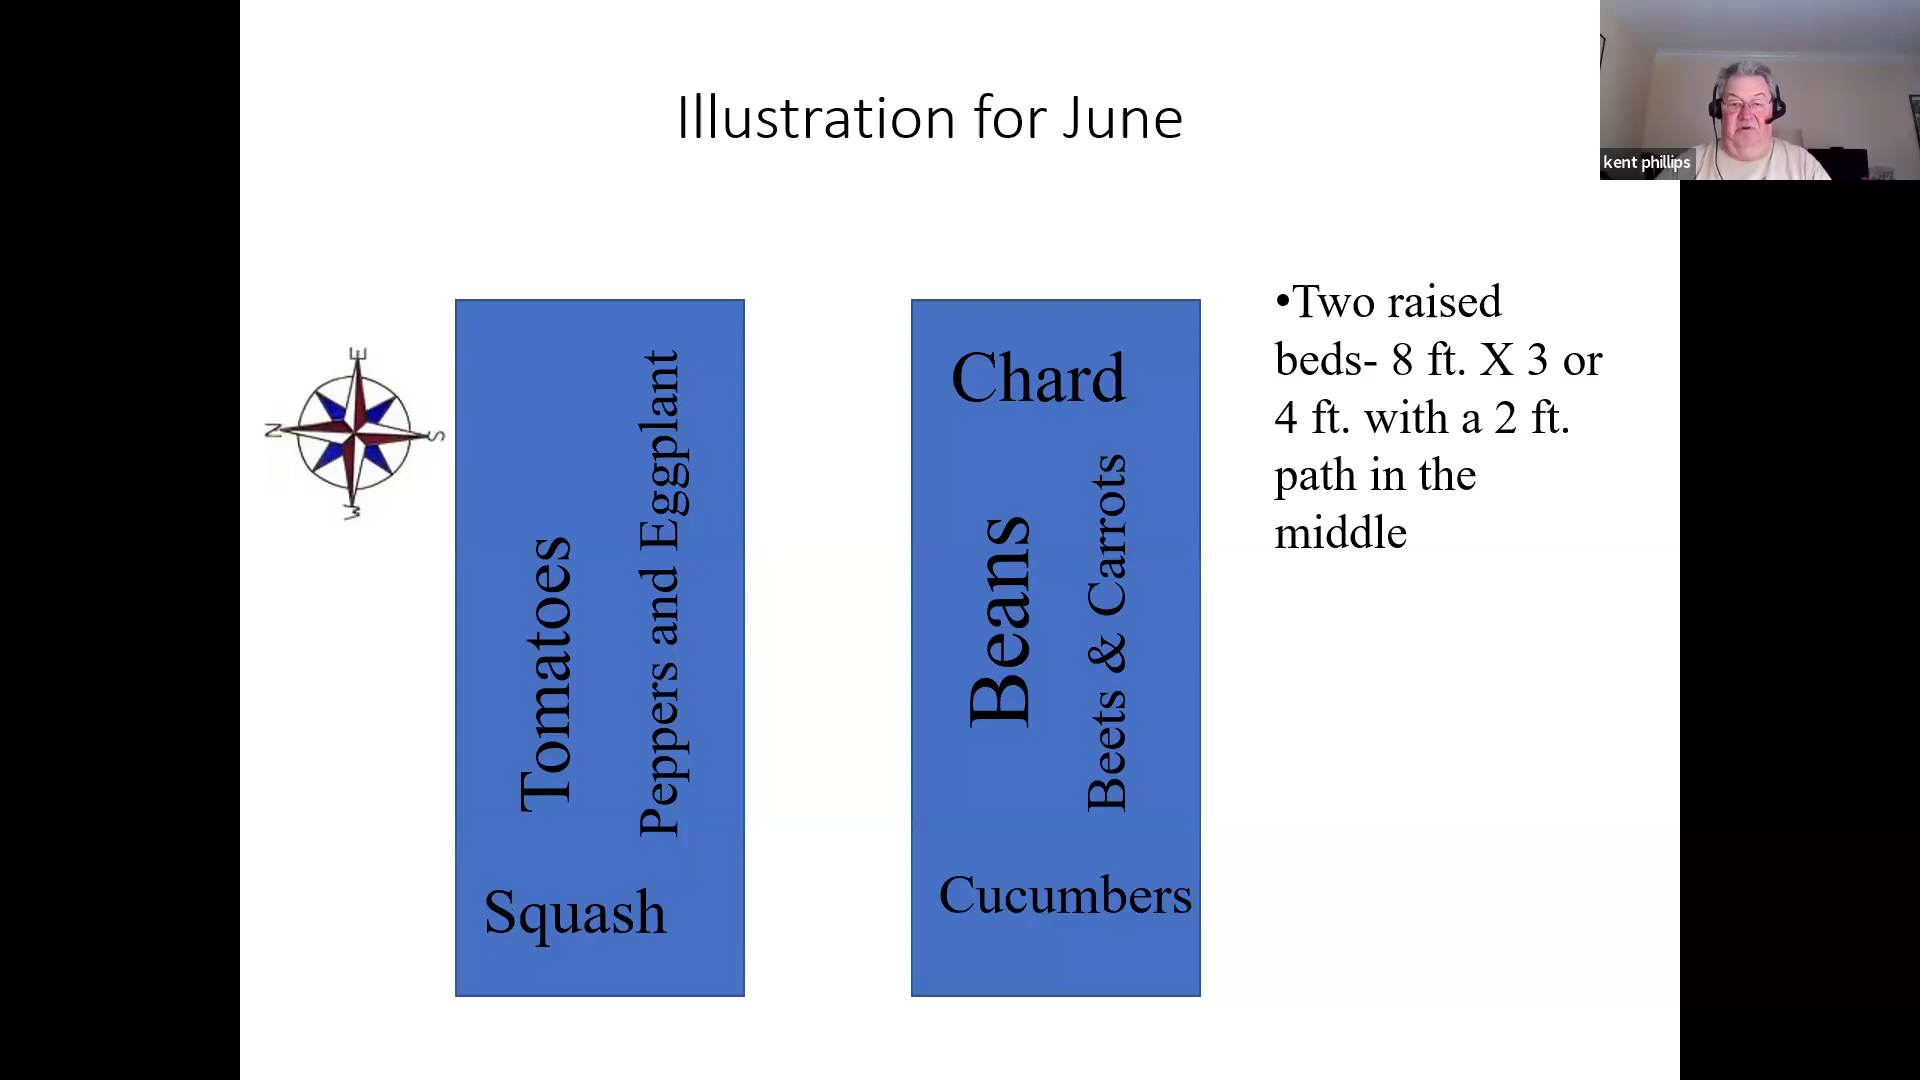 Illustration for June
kent phillips
E
N
S
W
Tomatoes
Peppers and Eggplant
Squash
Chard
Beans
Beets & Carrots
Cucumbers
•Two raised
beds- 8 ft. X 3 or
4 ft. with a 2 ft.
path in the
middle